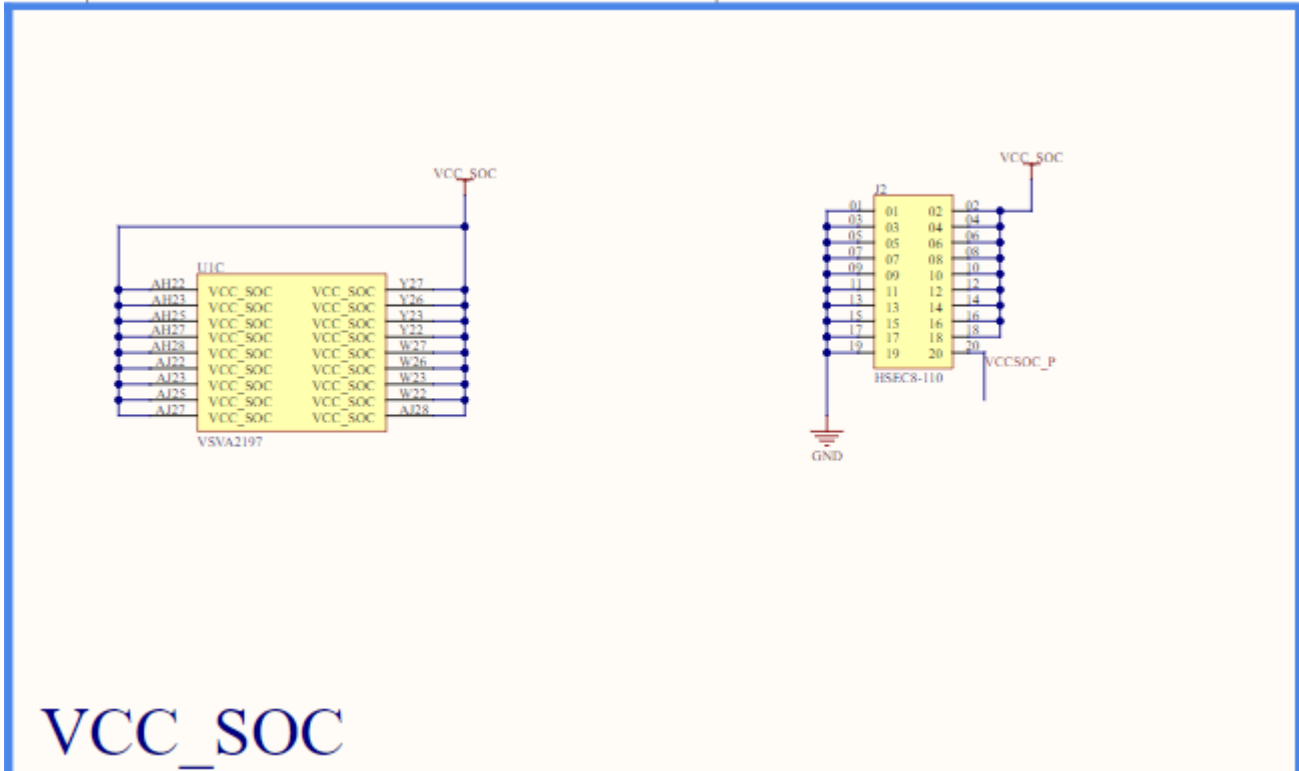 VCC_SOC
U1C
AH22 VCC_SOC VCC_SOC Y27
AH23 VCC_SOC VCC_SOC Y26
AH25 VCC_SOC VCC_SOC Y23
AH27 VCC_SOC VCC_SOC Y22
AH28 VCC_SOC VCC_SOC W27
AJ22 VCC_SOC VCC_SOC W26
AJ23 VCC_SOC VCC_SOC W23
AJ25 VCC_SOC VCC_SOC W22
AJ27 VCC_SOC VCC_SOC AJ28
VSVA2197
VCC_SOC
J2
01 01 02 02
03 03 04 04
05 05 06 06
07 07 08 08
09 09 10 10
11 11 12 12
13 13 14 14
15 15 16 16
17 17 18 18
19 19 20 20
VCCSOC_P
HSEC8-110
GND
VCC_SOC